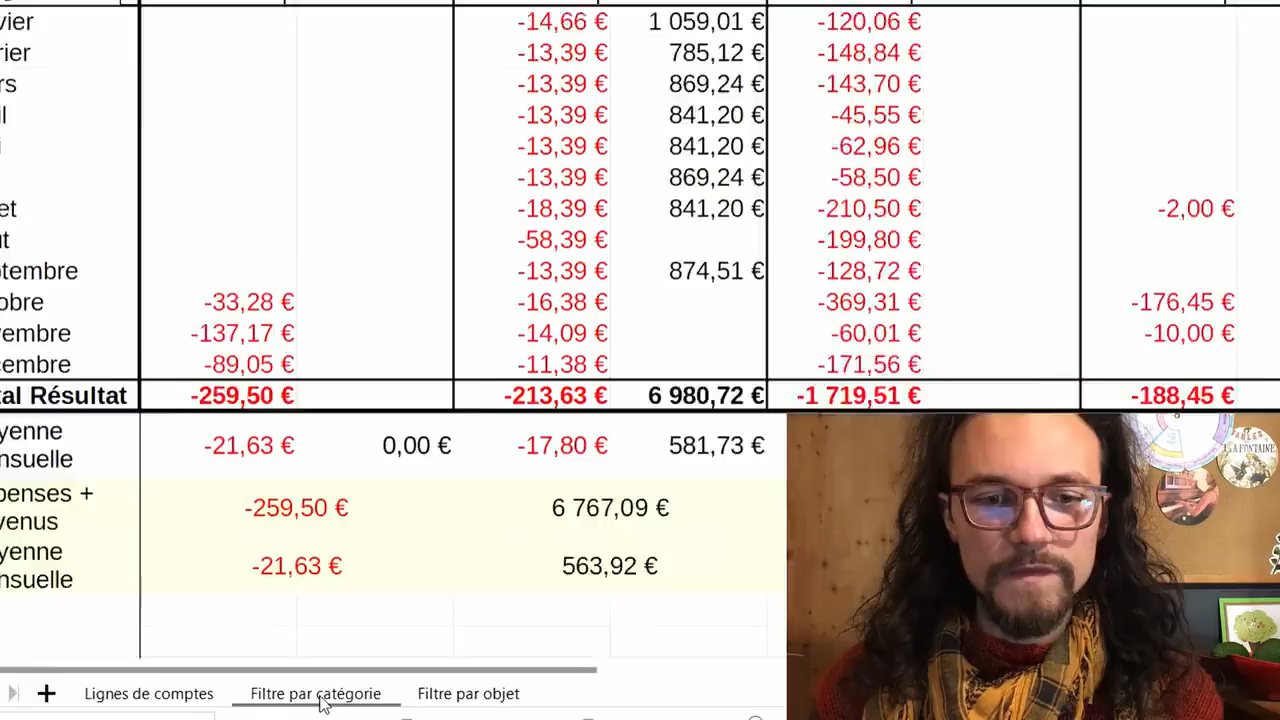 vier -14,66 € 1 059,01 € -120,06 €
rier -13,39 € 785,12 € -148,84 €
rs -13,39 € 869,24 € -143,70 €
il -13,39 € 841,20 € -45,55 €
i -13,39 € 841,20 € -62,96 €
-13,39 € 869,24 € -58,50 €
et -18,39 € 841,20 € -210,50 € -2,00 €
ût -58,39 € -199,80 €
ptembre -13,39 € 874,51 € -128,72 €
obre -33,28 € -16,38 € -369,31 € -176,45 €
vembre -137,17 € -14,09 € -60,01 € -10,00 €
cembre -89,05 € -11,38 € -171,56 €
tal Résultat -259,50 € -213,63 € 6 980,72 € -1 719,51 € -188,45 €
yenne
nsuelle -21,63 € 0,00 € -17,80 € 581,73 €
penses +
venus -259,50 € 6 767,09 €
yenne
nsuelle -21,63 € 563,92 €
FABLES
LA FONTAINE
+ Lignes de comptes Filtre par catégorie Filtre par objet